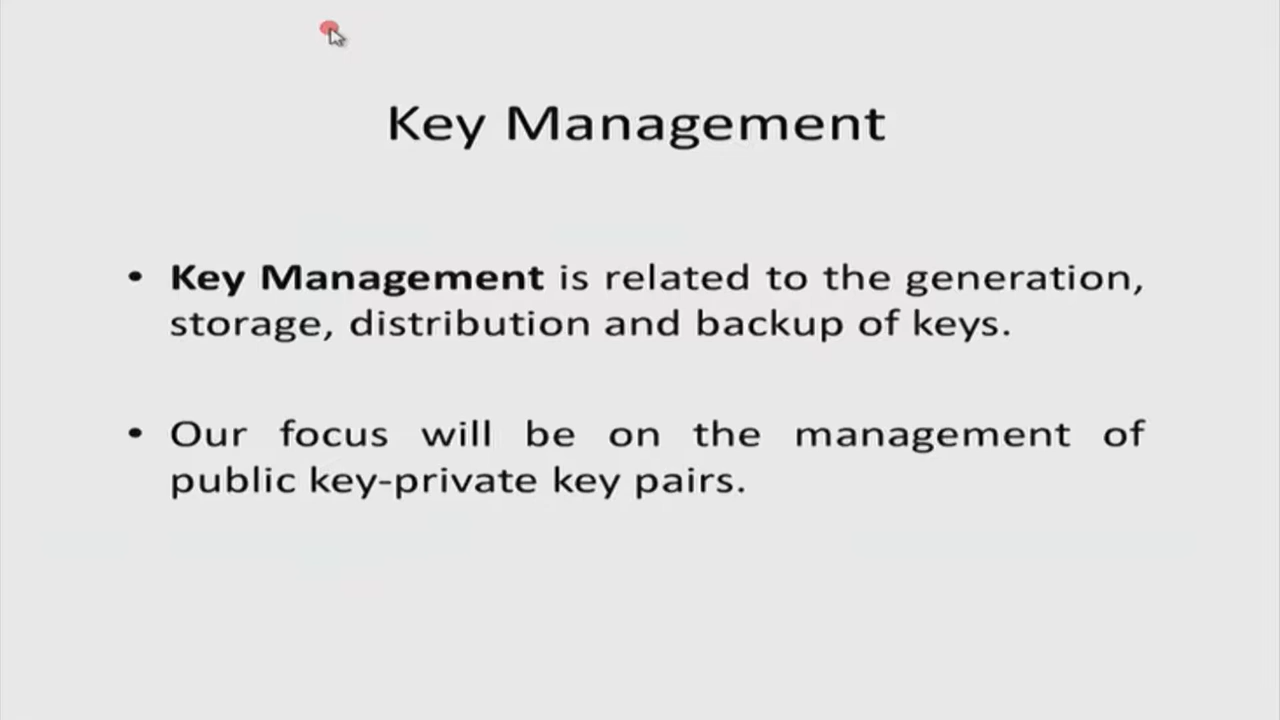 Key Management
• Key Management is related to the generation,
storage, distribution and backup of keys.
• Our focus will be on the management of
public key-private key pairs.